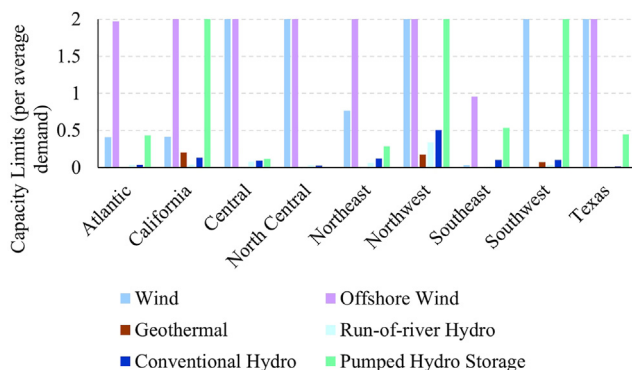 Capacity Limits (per average
demand)
2
1.5
1
0.5
0
Atlantic
California
Central
North Central
Northeast
Northwest
Southeast
Southwest
Texas
Wind
Offshore Wind
Geothermal
Run-of-river Hydro
Conventional Hydro
Pumped Hydro Storage